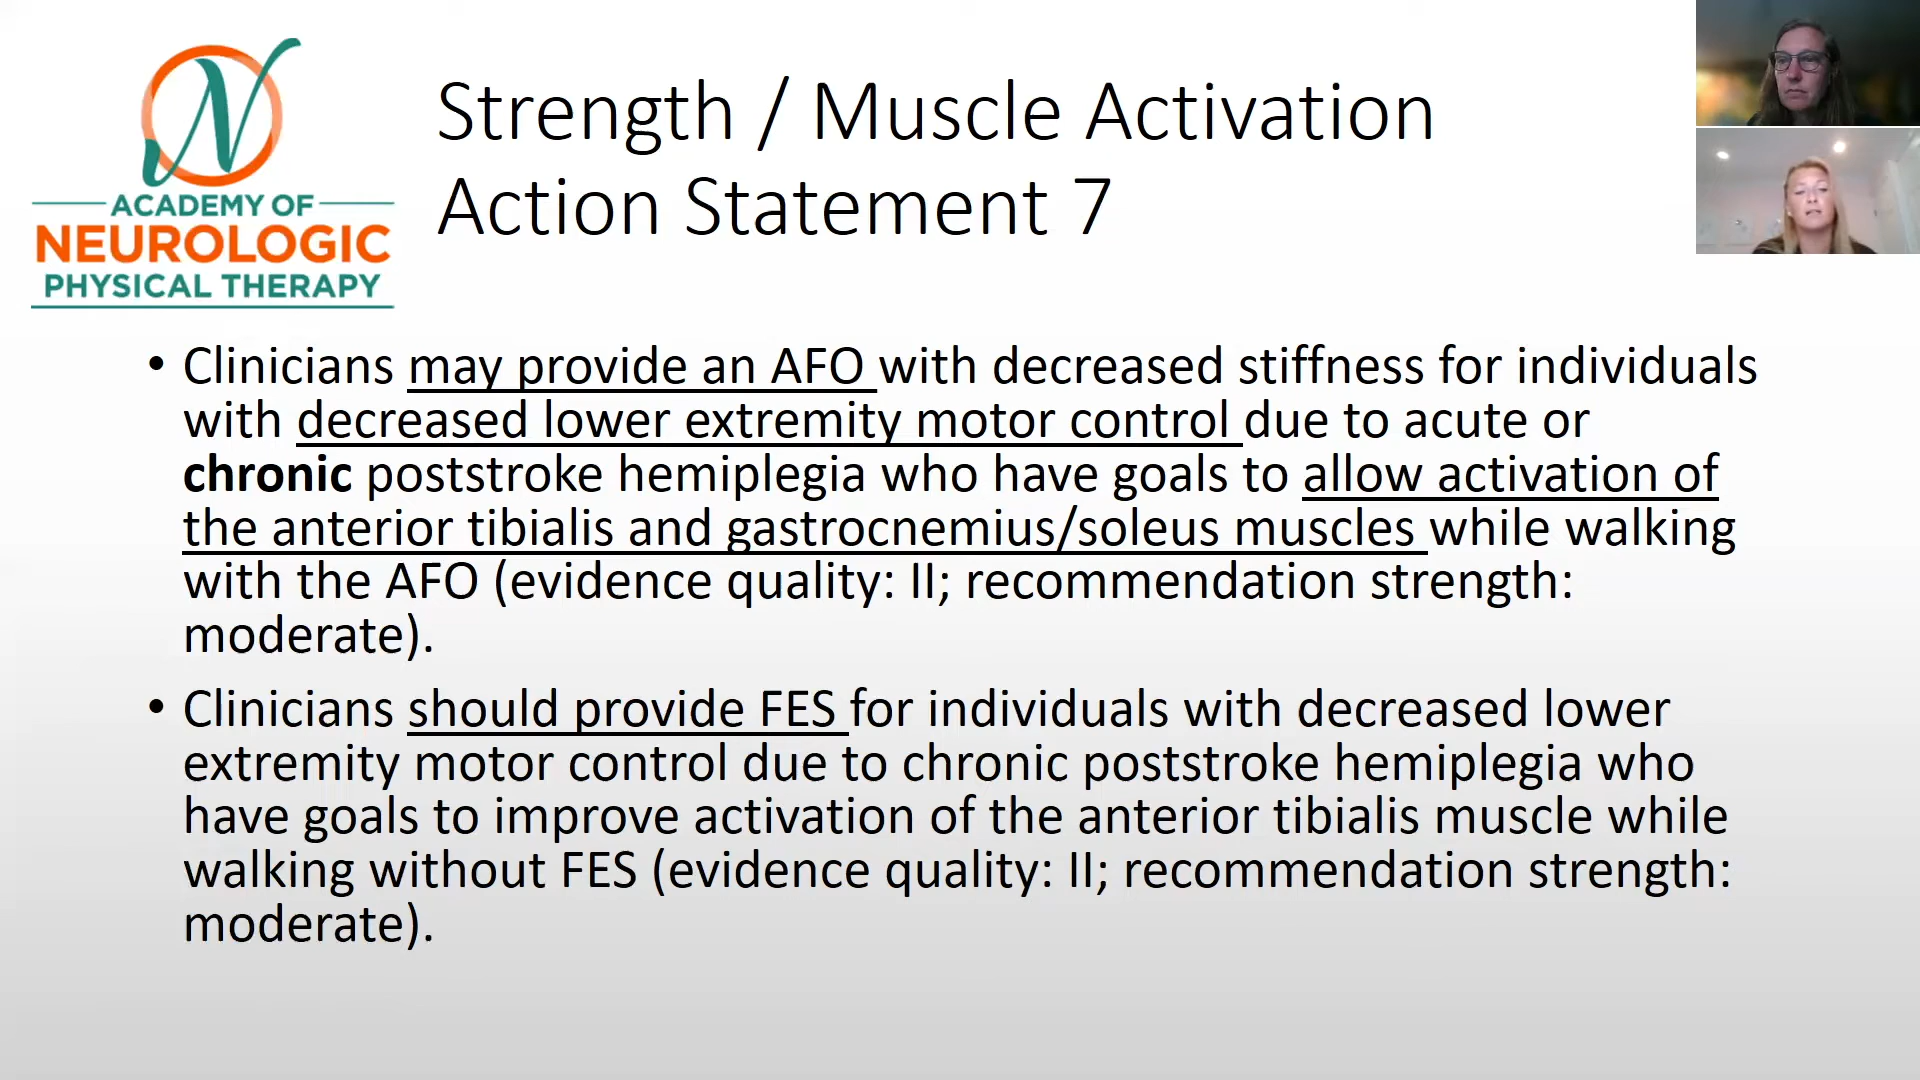 N
ACADEMY OF
NEUROLOGIC
PHYSICAL THERAPY
Strength / Muscle Activation
Action Statement 7
• Clinicians may provide an AFO with decreased stiffness for individuals
with decreased lower extremity motor control due to acute or
chronic poststroke hemiplegia who have goals to allow activation of
the anterior tibialis and gastrocnemius/soleus muscles while walking
with the AFO (evidence quality: II; recommendation strength:
moderate).
• Clinicians should provide FES for individuals with decreased lower
extremity motor control due to chronic poststroke hemiplegia who
have goals to improve activation of the anterior tibialis muscle while
walking without FES (evidence quality: II; recommendation strength:
moderate).